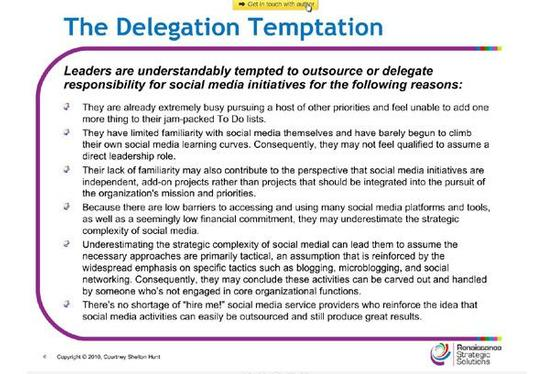 Get in touch with author
The Delegation Temptation
Leaders are understandably tempted to outsource or delegate
responsibility for social media initiatives for the following reasons:
They are already extremely busy pursuing a host of other priorities and feel unable to add one
more thing to their jam-packed To Do lists.
They have limited familiarity with social media themselves and have barely begun to climb
their own social media learning curves. Consequently, they may not feel qualified to assume a
direct leadership role.
Their lack of familiarity may also contribute to the perspective that social media initiatives are
independent, add-on projects rather than projects that should be integrated into the pursuit of
the organization's mission and priorities.
Because there are low barriers to accessing and using many social media platforms and tools,
as well as a seemingly low financial commitment, they may underestimate the strategic
complexity of social media.
Underestimating the strategic complexity of social medial can lead them to assume the
necessary approaches are primarily tactical, an assumption that is reinforced by the
widespread emphasis on specific tactics such as blogging, microblogging, and social
networking. Consequently, they may conclude these activities can be carved out and handled
by someone who's not engaged in core organizational functions.
There's no shortage of "hire me!" social media service providers who reinforce the idea that
social media activities can easily be outsourced and still produce great results.
Copyright © 2010, Courtney Shelton Hunt
Renaissance
Strategic
Solutions